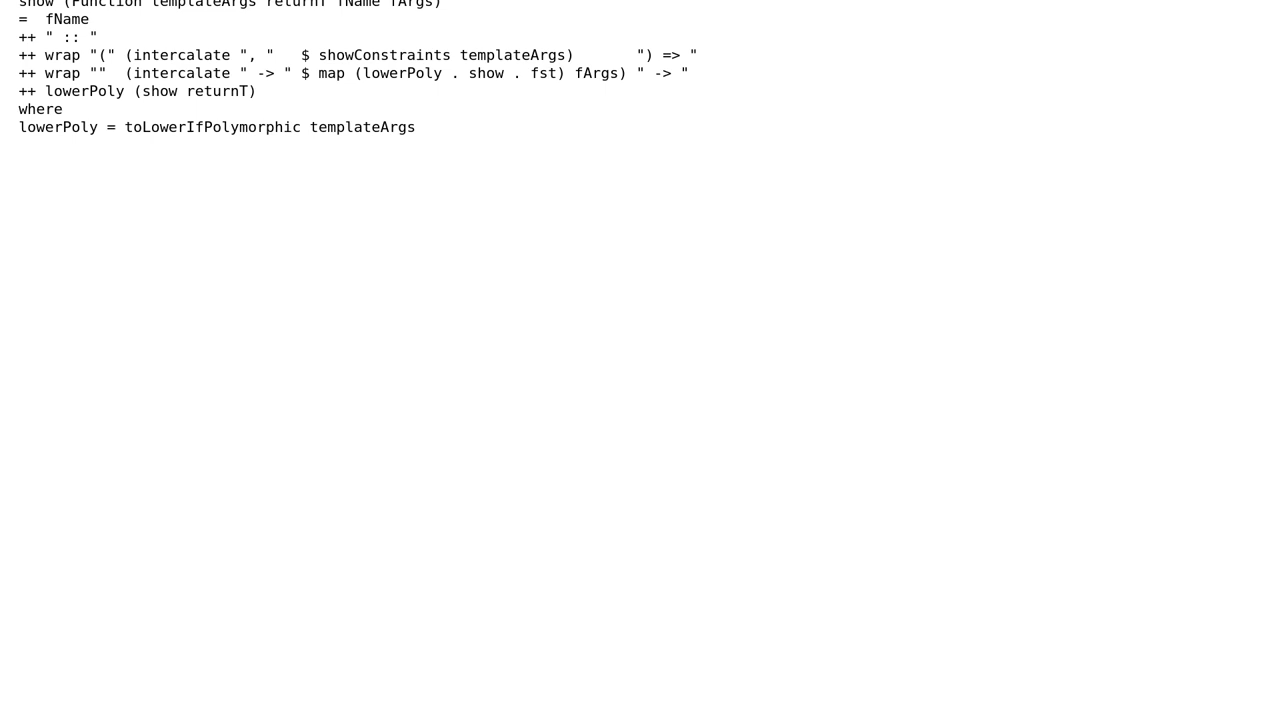 show (Function templateArgs returnT fName fArgs)
=  fName
++ " :: "
++ wrap "(" (intercalate ", "   $ showConstraints templateArgs)       ") => "
++ wrap ""  (intercalate " -> " $ map (lowerPoly . show . fst) fArgs) " -> "
++ lowerPoly (show returnT)
where
lowerPoly = toLowerIfPolymorphic templateArgs